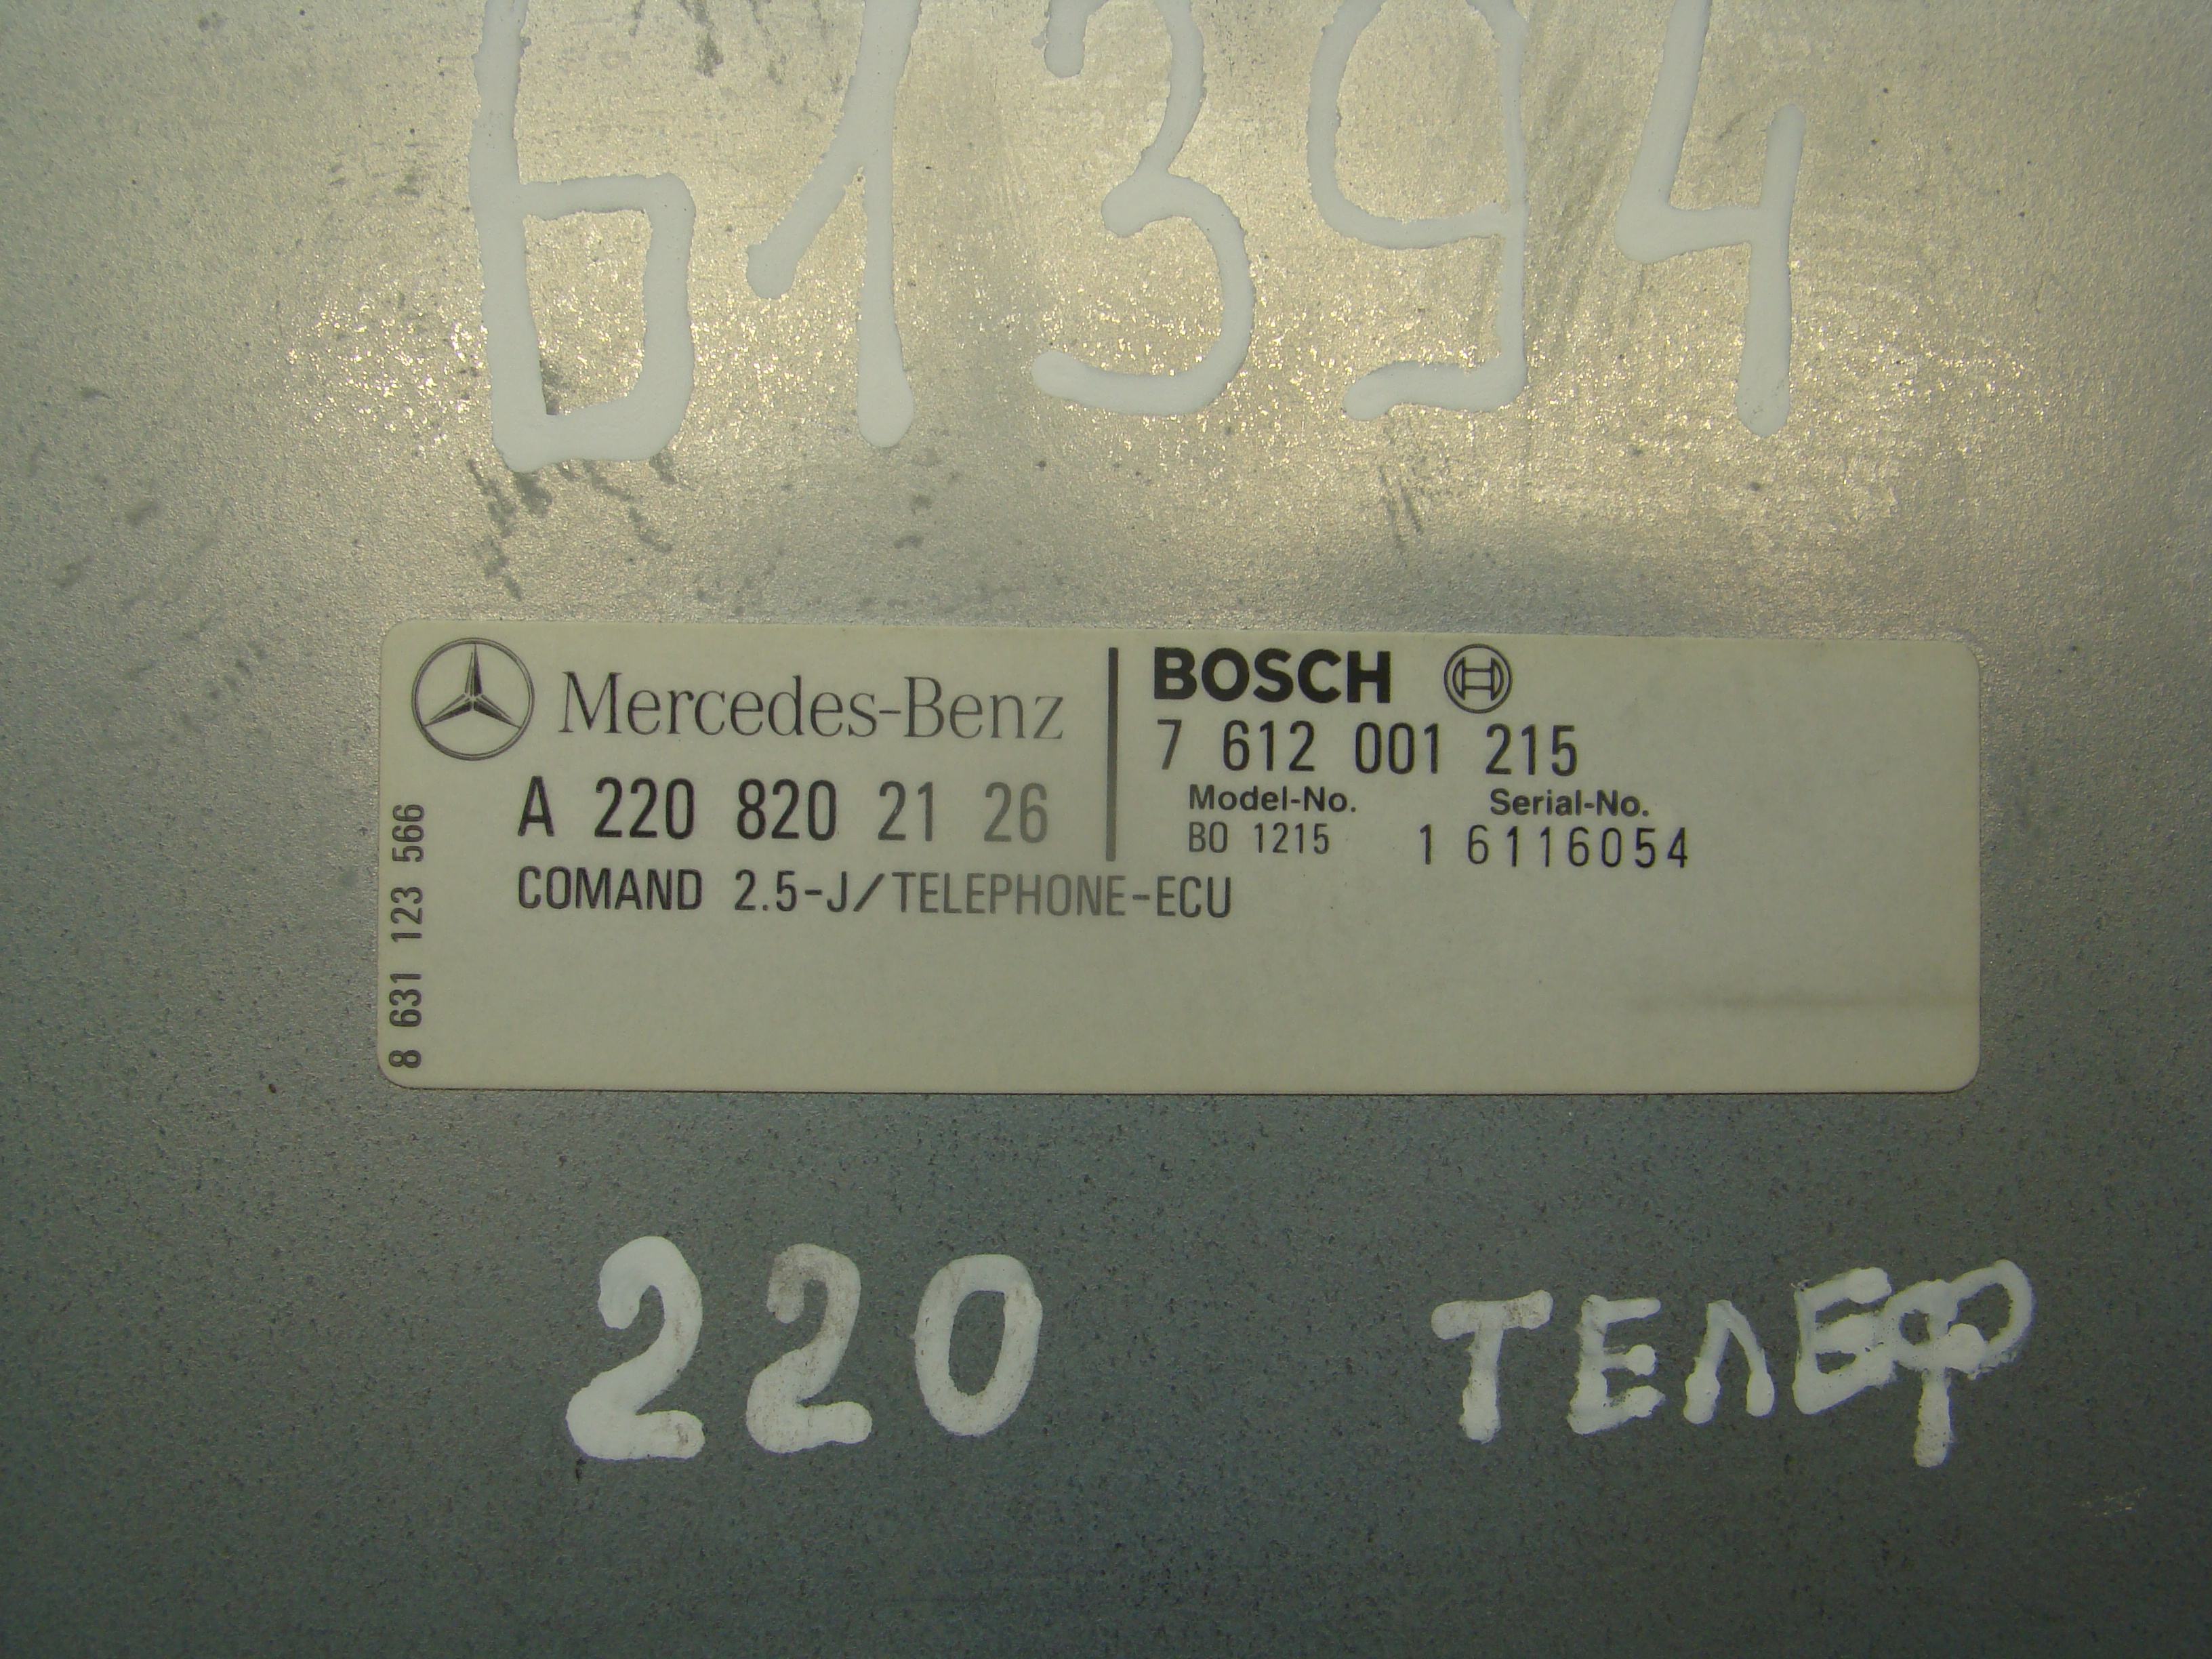 61394
Mercedes-Benz
A 220 820 21 26
COMAND 2.5-J/TELEPHONE-ECU
BOSCH
7 612 001 215
Model-No. Serial-No.
BO 1215 1 6116054
8 631 123 566
220 ТЕЛЕФ